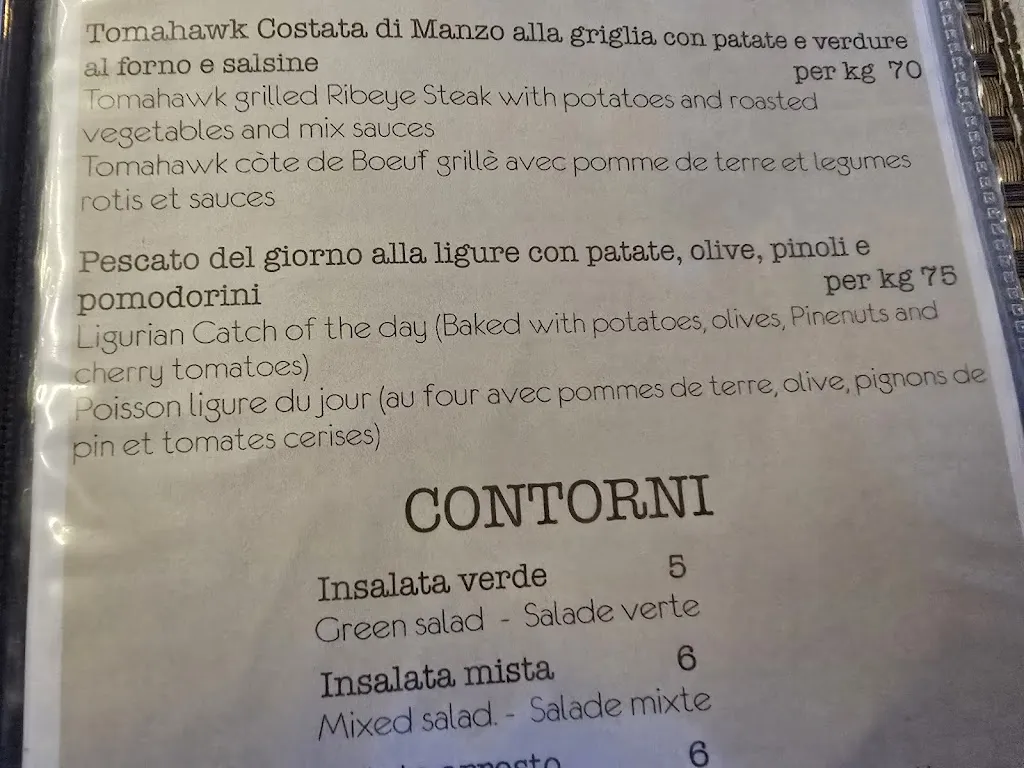 Tomahawk Costata di Manzo alla griglia con patate e verdure
al forno e salsine per kg 70
Tomahawk grilled Ribeye Steak with potatoes and roasted
vegetables and mix sauces
Tomahawk còte de Boeuf grillè avec pomme de terre et legumes
rotis et sauces
Pescato del giorno alla ligure con patate, olive, pinoli e
pomodorini per kg 75
Ligurian Catch of the day (Baked with potatoes, olives, Pinenuts and
cherry tomatoes)
Poisson ligure du jour (au four avec pommes de terre, olive, pignons de
pin et tomates cerises)
CONTORNI
Insalata verde 5
Green salad - Salade verte
Insalata mista 6
Mixed salad. - Salade mixte
6